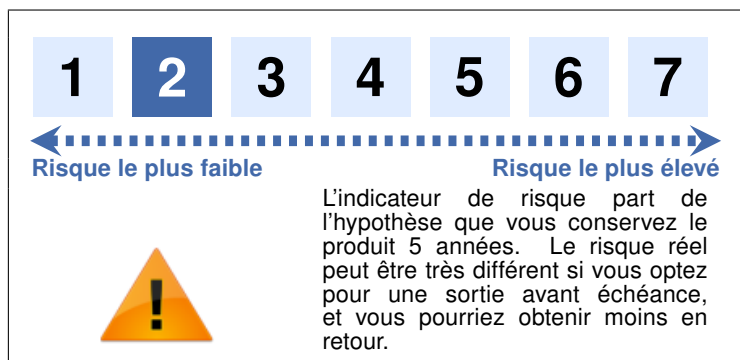 1 2 3 4 5 6 7
Risque le plus faible Risque le plus élevé
L'indicateur de risque part de
l'hypothèse que vous conservez le
produit 5 années. Le risque réel
peut être très différent si vous optez
pour une sortie avant échéance,
et vous pourriez obtenir moins en
retour.